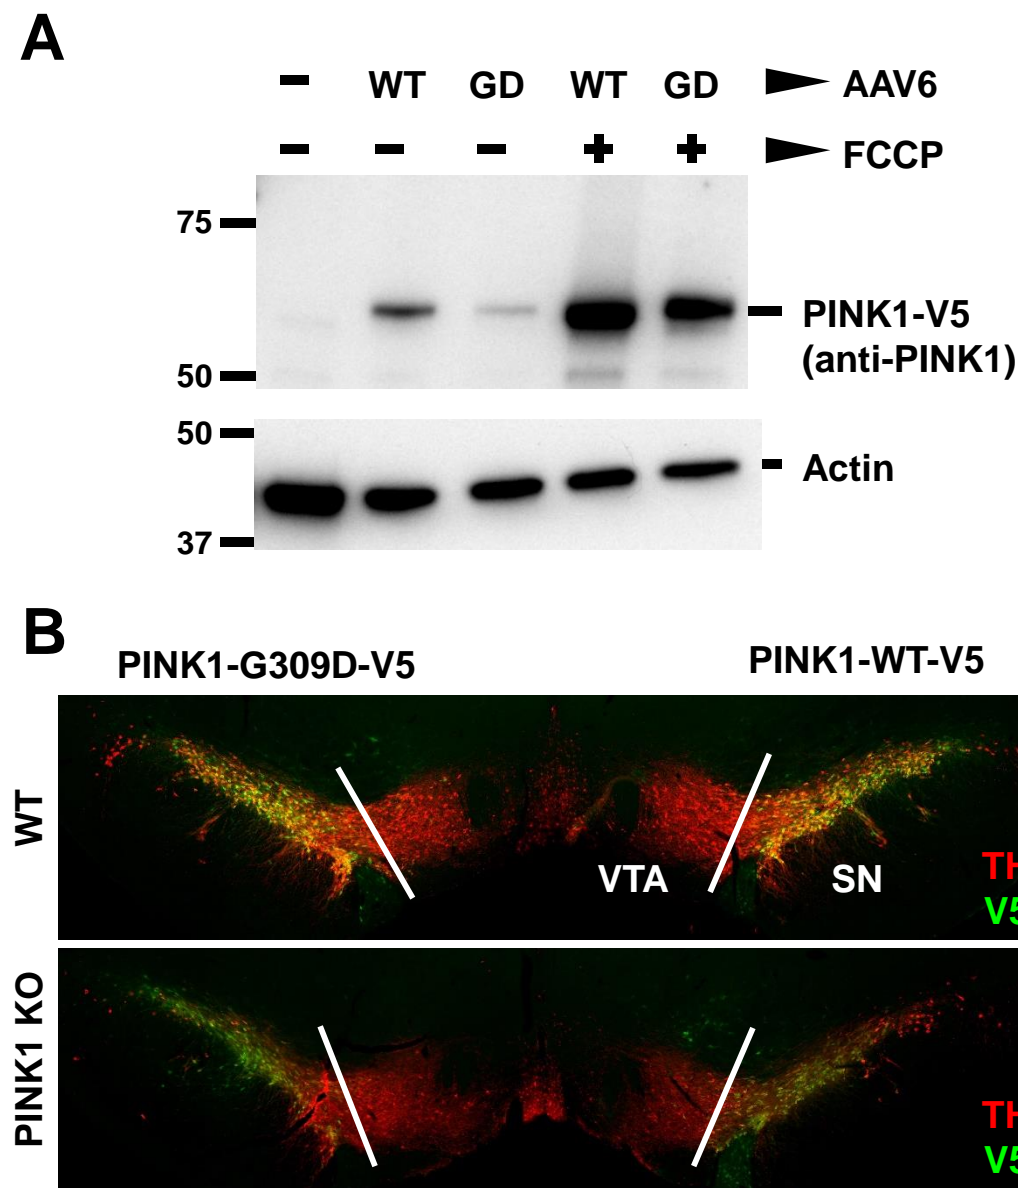 A
– WT GD WT GD AAV6
– – – + + FCCP
75
PINK1-V5
(anti-PINK1)
50
50
Actin
37
B
PINK1-G309D-V5 PINK1-WT-V5
WT
VTA SN
TH
V5
PINK1 KO
TH
V5